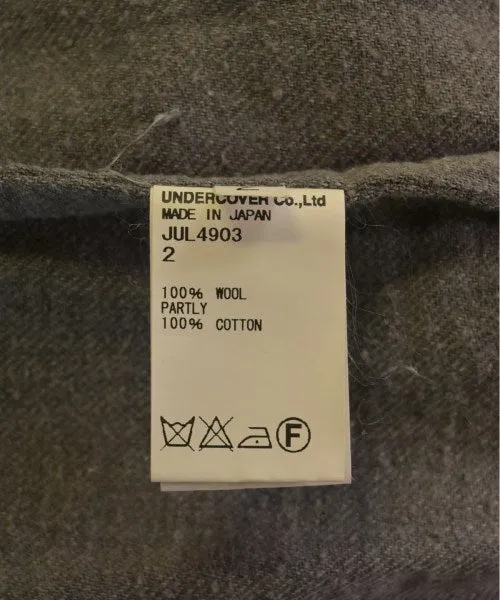 UNDERCOVER Co.,Ltd
MADE IN JAPAN
JUL4903
2
100% WOOL
PARTLY
100% COTTON
F